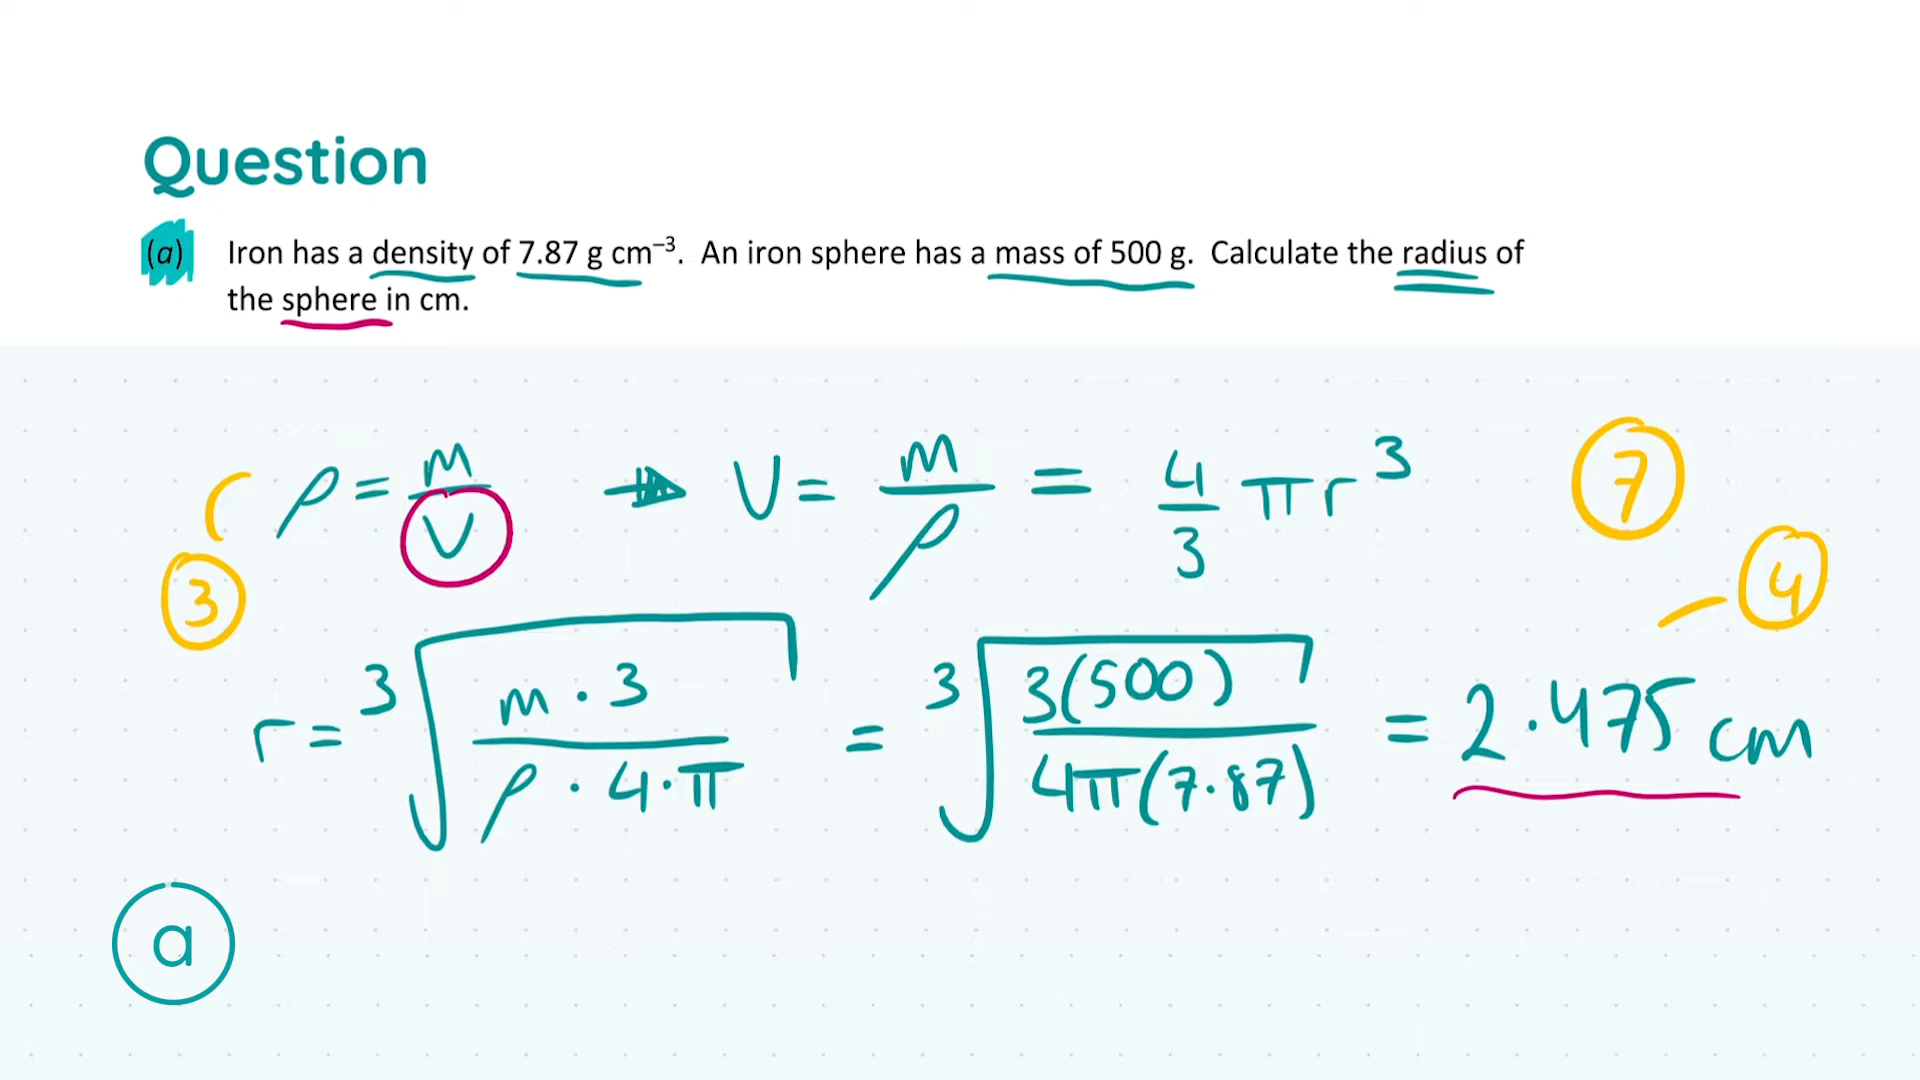 Question
(a) Iron has a density of 7.87 g cm⁻³. An iron sphere has a mass of 500 g. Calculate the radius of
the sphere in cm.
ρ = m/V → V = m/ρ = 4/3 πr³
7
3
4
r = ³√(m · 3 / ρ · 4 · π) = ³√(3(500) / 4π(7.87)) = 2.475 cm
a